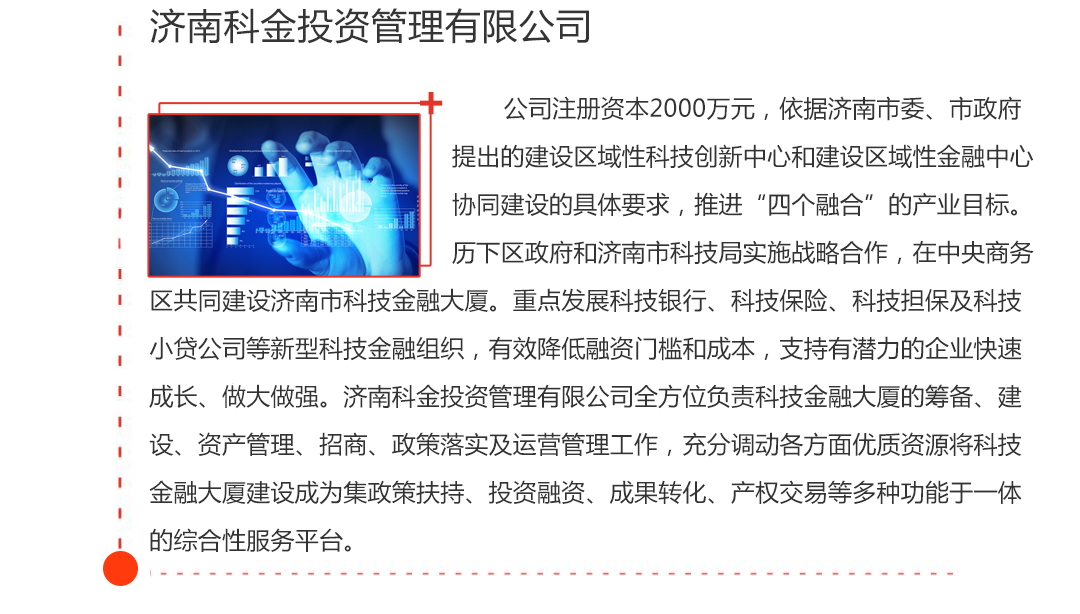 济南科金投资管理有限公司
公司注册资本2000万元，依据济南市委、市政府
提出的建设区域性科技创新中心和建设区域性金融中心
协同建设的具体要求，推进“四个融合”的产业目标。
历下区政府和济南市科技局实施战略合作，在中央商务
区共同建设济南市科技金融大厦。重点发展科技银行、科技保险、科技担保及科技
小贷公司等新型科技金融组织，有效降低融资门槛和成本，支持有潜力的企业快速
成长、做大做强。济南科金投资管理有限公司全方位负责科技金融大厦的筹备、建
设、资产管理、招商、政策落实及运营管理工作，充分调动各方面优质资源将科技
金融大厦建设成为集政策扶持、投资融资、成果转化、产权交易等多种功能于一体
的综合性服务平台。